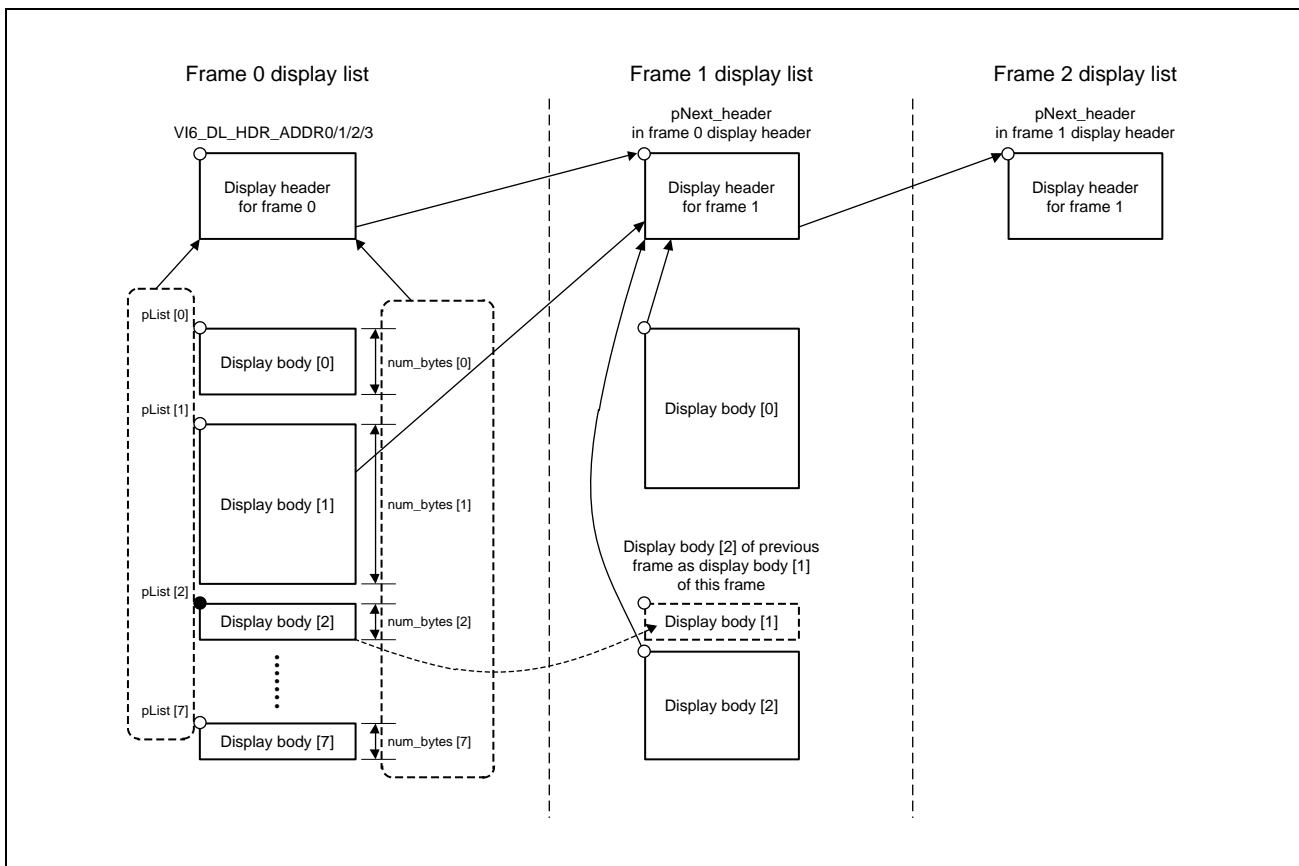 Frame 0 display list
Frame 1 display list
Frame 2 display list
VI6_DL_HDR_ADDR0/1/2/3
pNext_header
in frame 0 display header
pNext_header
in frame 1 display header
Display header
for frame 0
Display header
for frame 1
Display header
for frame 1
pList [0]
Display body [0]
num_bytes [0]
pList [1]
Display body [1]
num_bytes [1]
pList [2]
Display body [2]
num_bytes [2]
pList [7]
Display body [7]
num_bytes [7]
Display body [0]
Display body [2] of previous
frame as display body [1]
of this frame
Display body [1]
Display body [2]